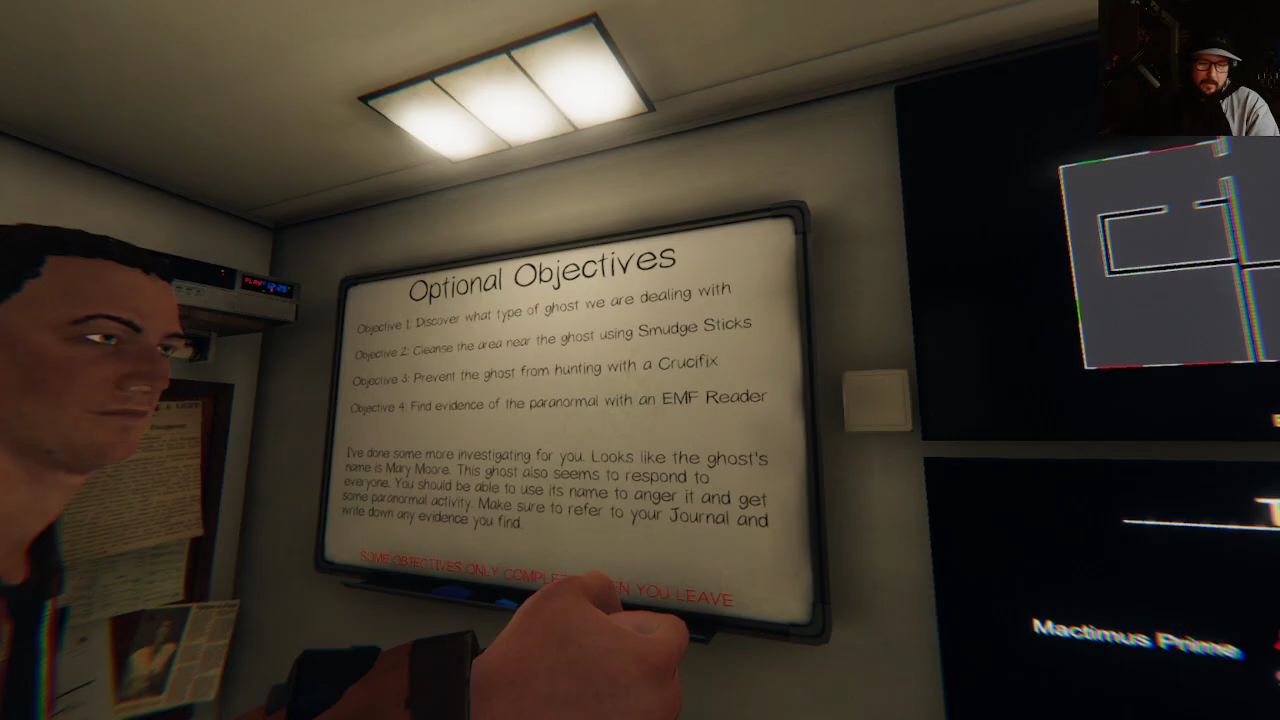 Optional Objectives
Objective 1: Discover what type of ghost we are dealing with
Objective 2: Cleanse the area near the ghost using Smudge Sticks
Objective 3: Prevent the ghost from hunting with a Crucifix
Objective 4: Find evidence of the paranormal with an EMF Reader
I've done some more investigating for you. Looks like the ghost's
name is Mary Moore. This ghost also seems to respond to
everyone. You should be able to use its name to anger it and get
some paranormal activity. Make sure to refer to your Journal and
write down any evidence you find.
SOME OBJECTIVES ONLY YOU LEAVE
PLAY
Mactimus Prime